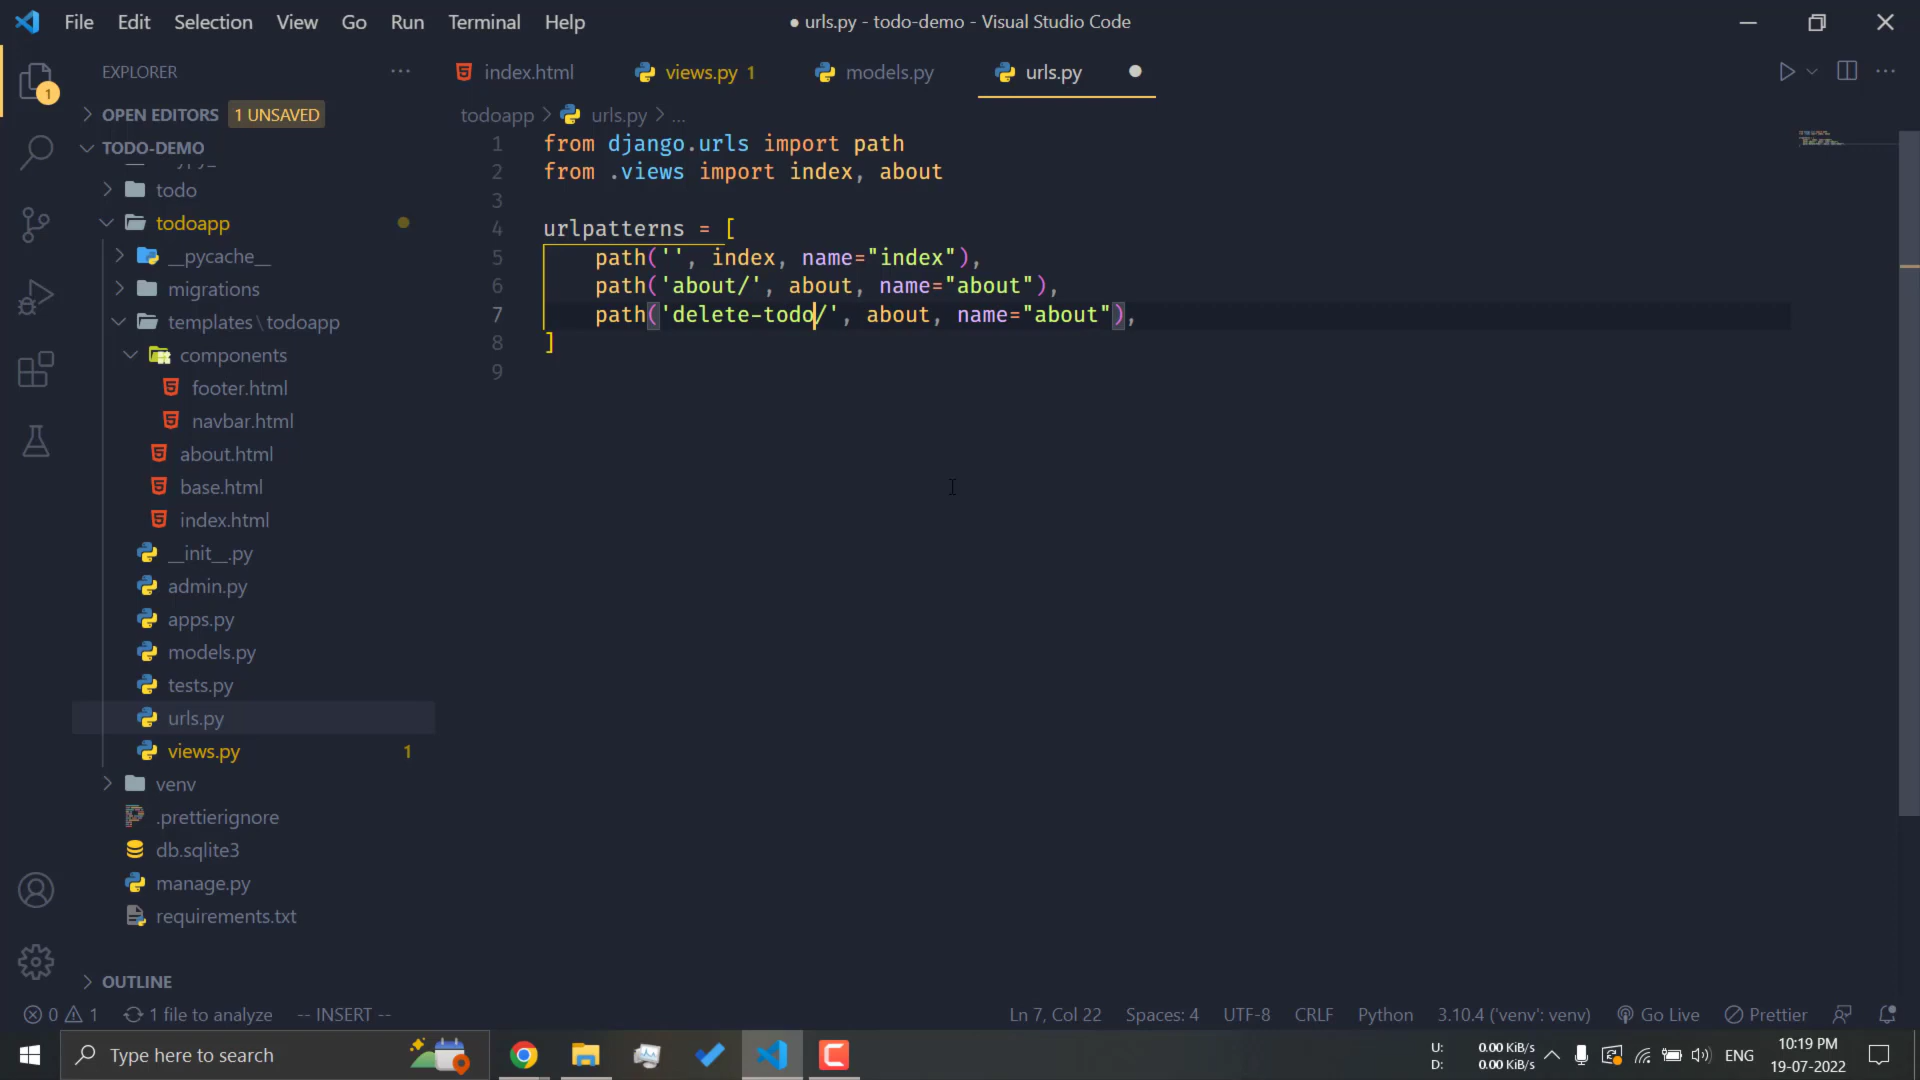 File Edit Selection View Go Run Terminal Help
● urls.py - todo-demo - Visual Studio Code
EXPLORER
1
OPEN EDITORS 1 UNSAVED
TODO-DEMO
todo
todoapp
__pycache__
migrations
templates\todoapp
components
footer.html
navbar.html
about.html
base.html
index.html
__init__.py
admin.py
apps.py
models.py
tests.py
urls.py
views.py 1
venv
.prettierignore
db.sqlite3
manage.py
requirements.txt
OUTLINE
index.html views.py 1 models.py urls.py
todoapp > urls.py > ...
1 from django.urls import path
2 from .views import index, about
3
4 urlpatterns = [
5 path('', index, name="index"),
6 path('about/', about, name="about"),
7 path('delete-todo/', about, name="about"),
8 ]
9
0 1 1 file to analyze -- INSERT -- Ln 7, Col 22 Spaces: 4 UTF-8 CRLF Python 3.10.4 ('venv': venv) Go Live Prettier
Type here to search
U: 0.00 KiB/s
D: 0.00 KiB/s
ENG
10:19 PM
19-07-2022